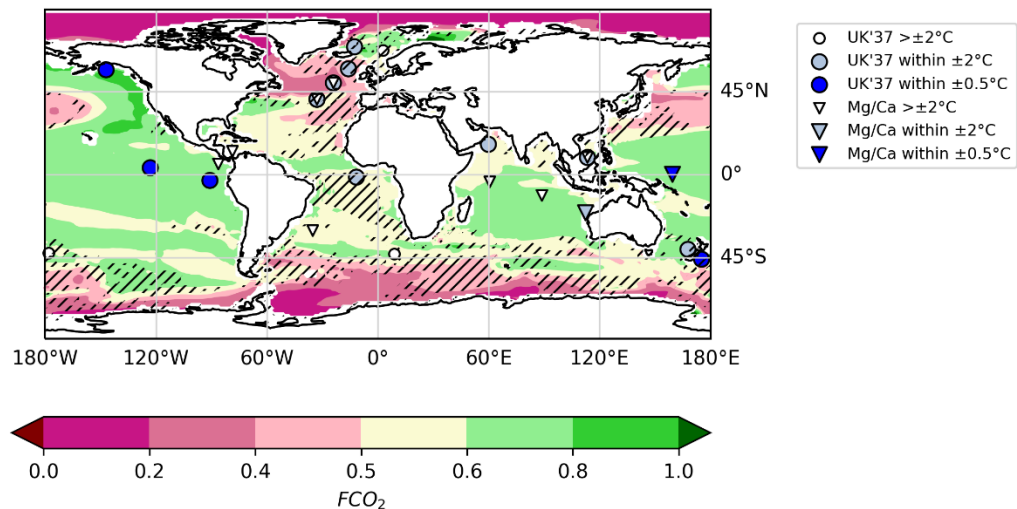 UK'37 >±2°C
UK'37 within ±2°C
UK'37 within ±0.5°C
Mg/Ca >±2°C
Mg/Ca within ±2°C
Mg/Ca within ±0.5°C
45°N
0°
45°S
180°W 120°W 60°W 0° 60°E 120°E 180°E
0.0 0.2 0.4 0.5 0.6 0.8 1.0
FCO₂